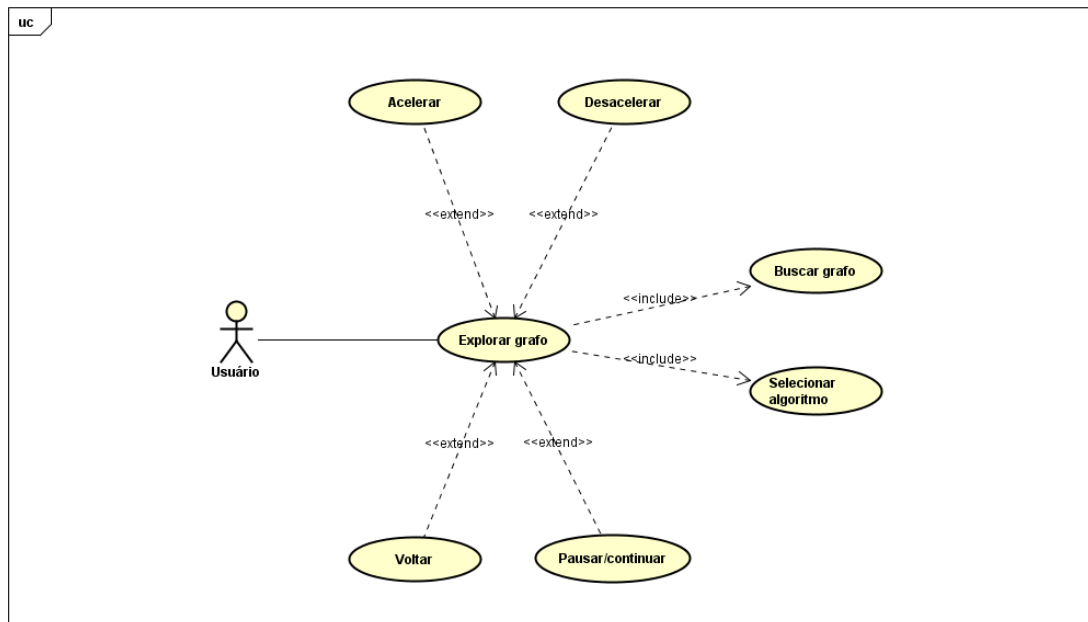 uc
Acelerar
Desacelerar
<<extend>>
<<extend>>
Buscar grafo
<<include>>
Explorar grafo
<<include>>
Usuário
Selecionar
algoritmo
<<extend>>
<<extend>>
Voltar
Pausar/continuar